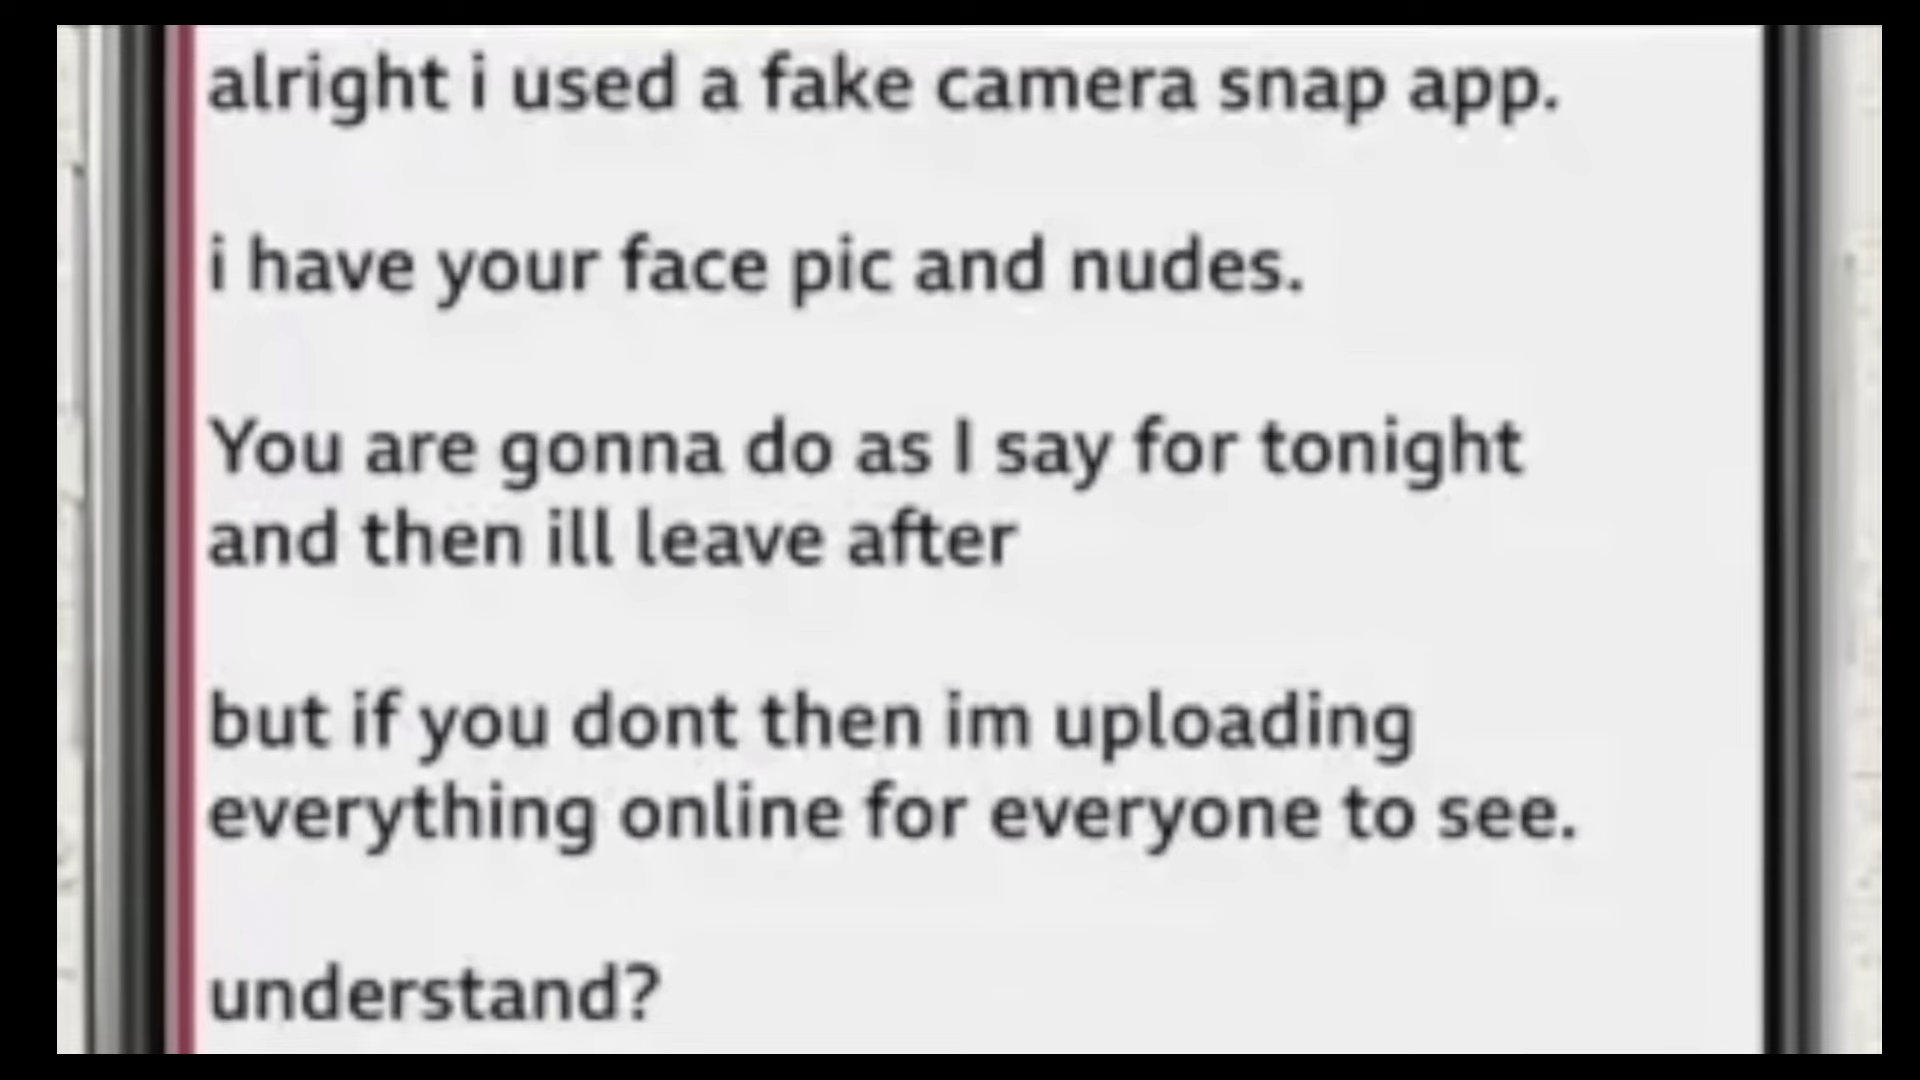 alright i used a fake camera snap app.
i have your face pic and nudes.
You are gonna do as I say for tonight
and then ill leave after
but if you dont then im uploading
everything online for everyone to see.
understand?